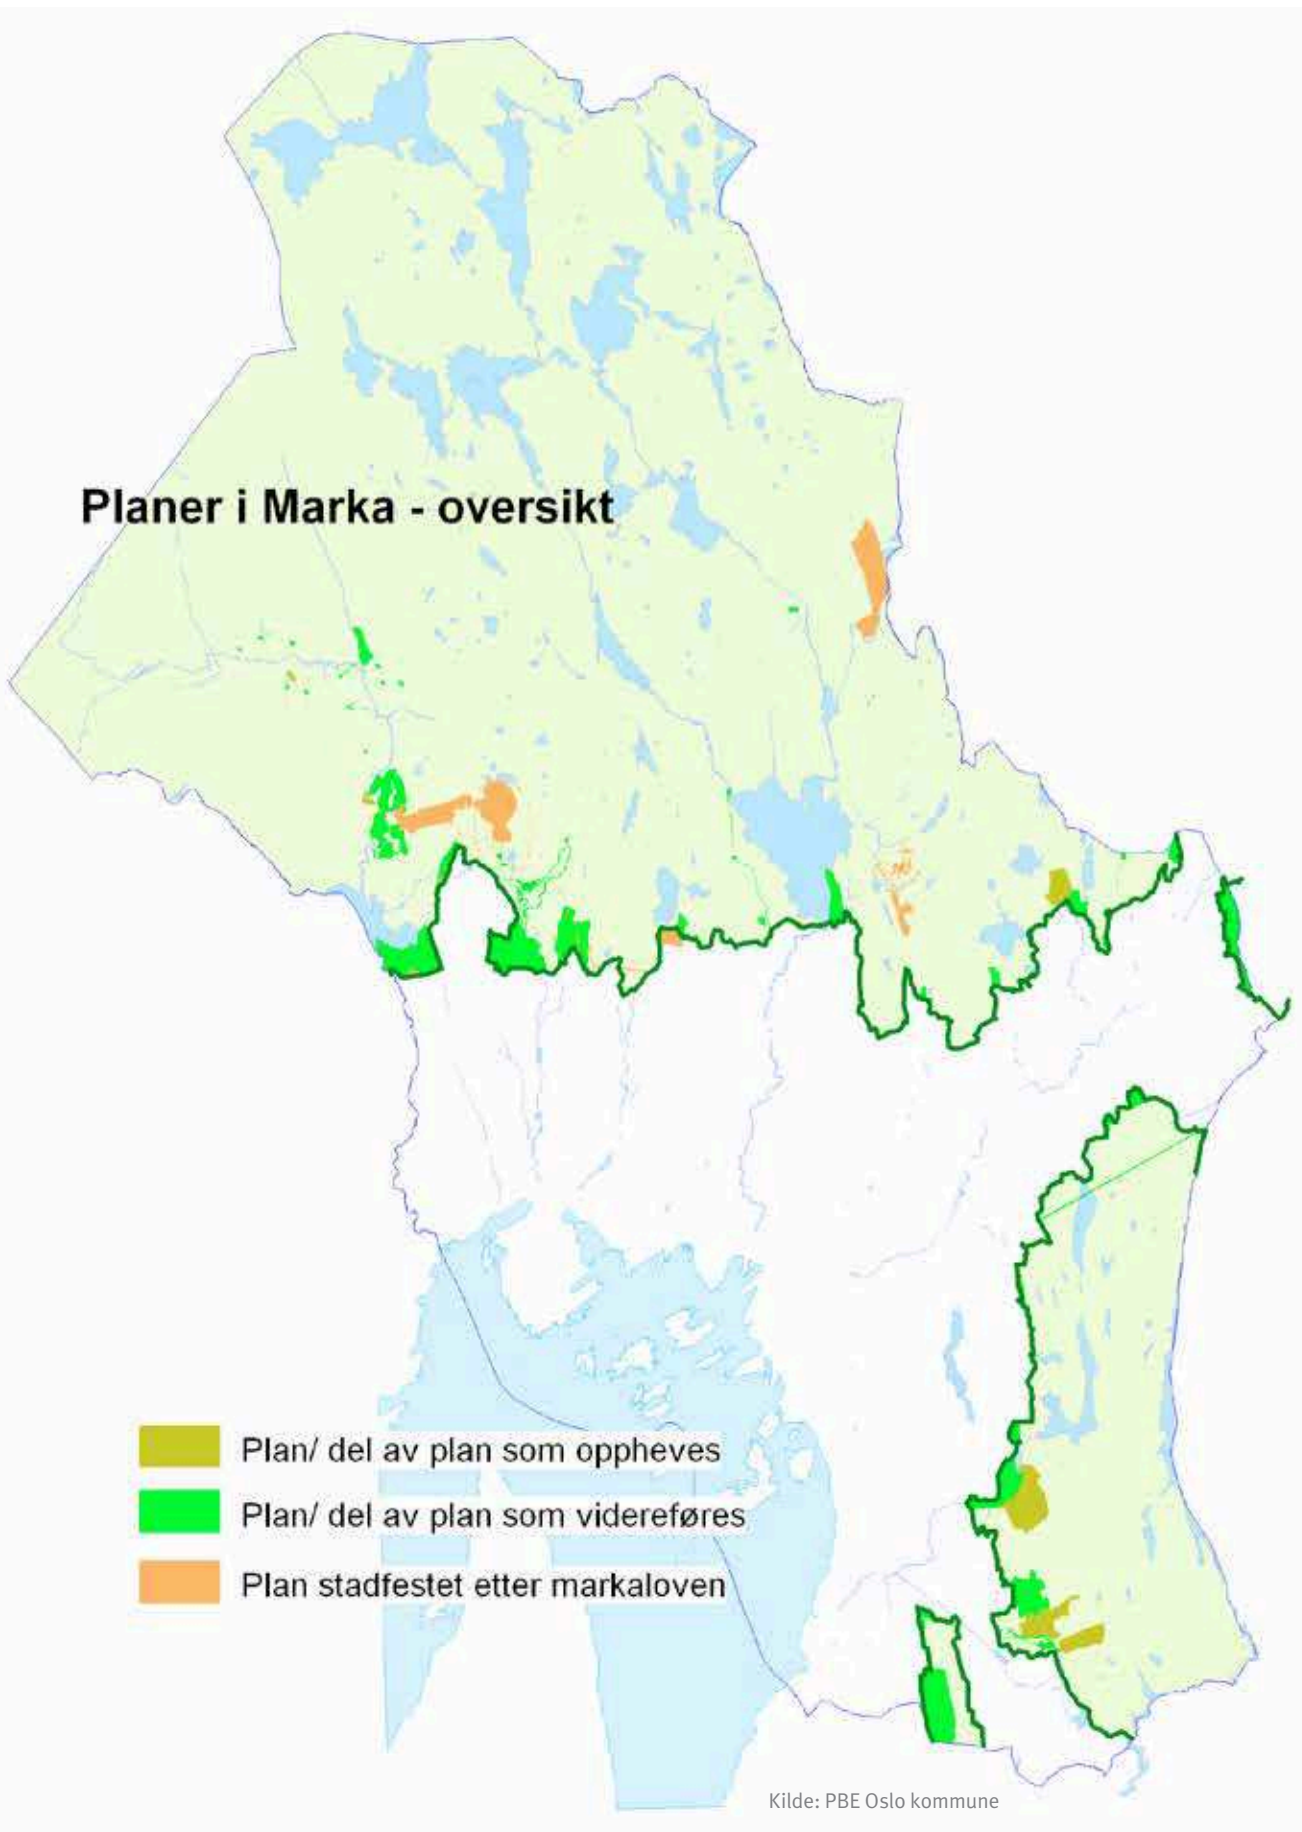 Planer i Marka - oversikt
Plan/ del av plan som oppheves
Plan/ del av plan som videreføres
Plan stadfestet etter markaloven
Kilde: PBE Oslo kommune